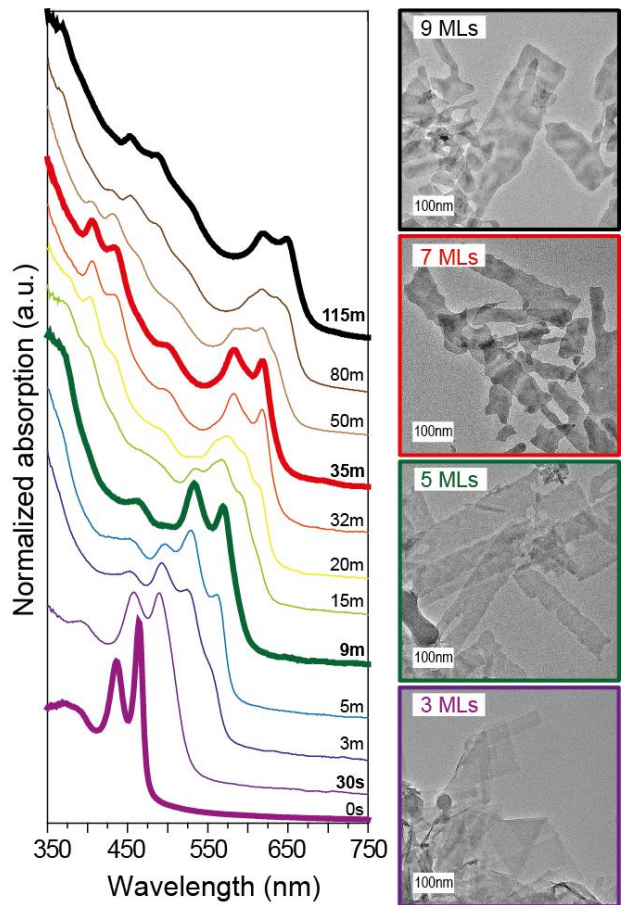 Normalized absorption (a.u.)
115m
80m
50m
35m
32m
20m
15m
9m
5m
3m
30s
0s
350 450 550 650 750
Wavelength (nm)
9 MLs
100nm
7 MLs
100nm
5 MLs
100nm
3 MLs
100nm